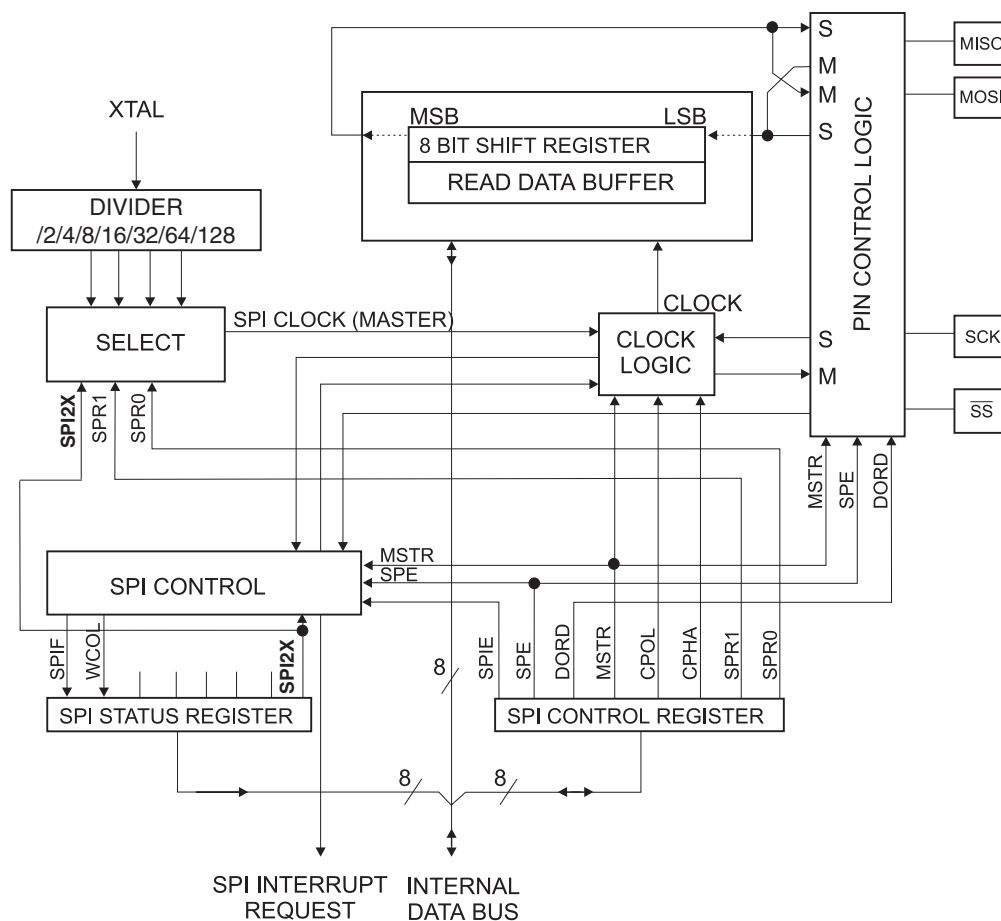 XTAL
DIVIDER
/2/4/8/16/32/64/128
SELECT
SPI CLOCK (MASTER)
SPI2X
SPR1
SPR0
MSB
LSB
8 BIT SHIFT REGISTER
READ DATA BUFFER
CLOCK
CLOCK
LOGIC
S
M
M
S
S
M
PIN CONTROL LOGIC
MISO
MOSI
SCK
SS
MSTR
SPE
DORD
SPI CONTROL
MSTR
SPE
SPIF
WCOL
SPI2X
SPI STATUS REGISTER
SPIE
SPE
DORD
MSTR
CPOL
CPHA
SPR1
SPR0
SPI CONTROL REGISTER
8
8
8
SPI INTERRUPT
REQUEST
INTERNAL
DATA BUS